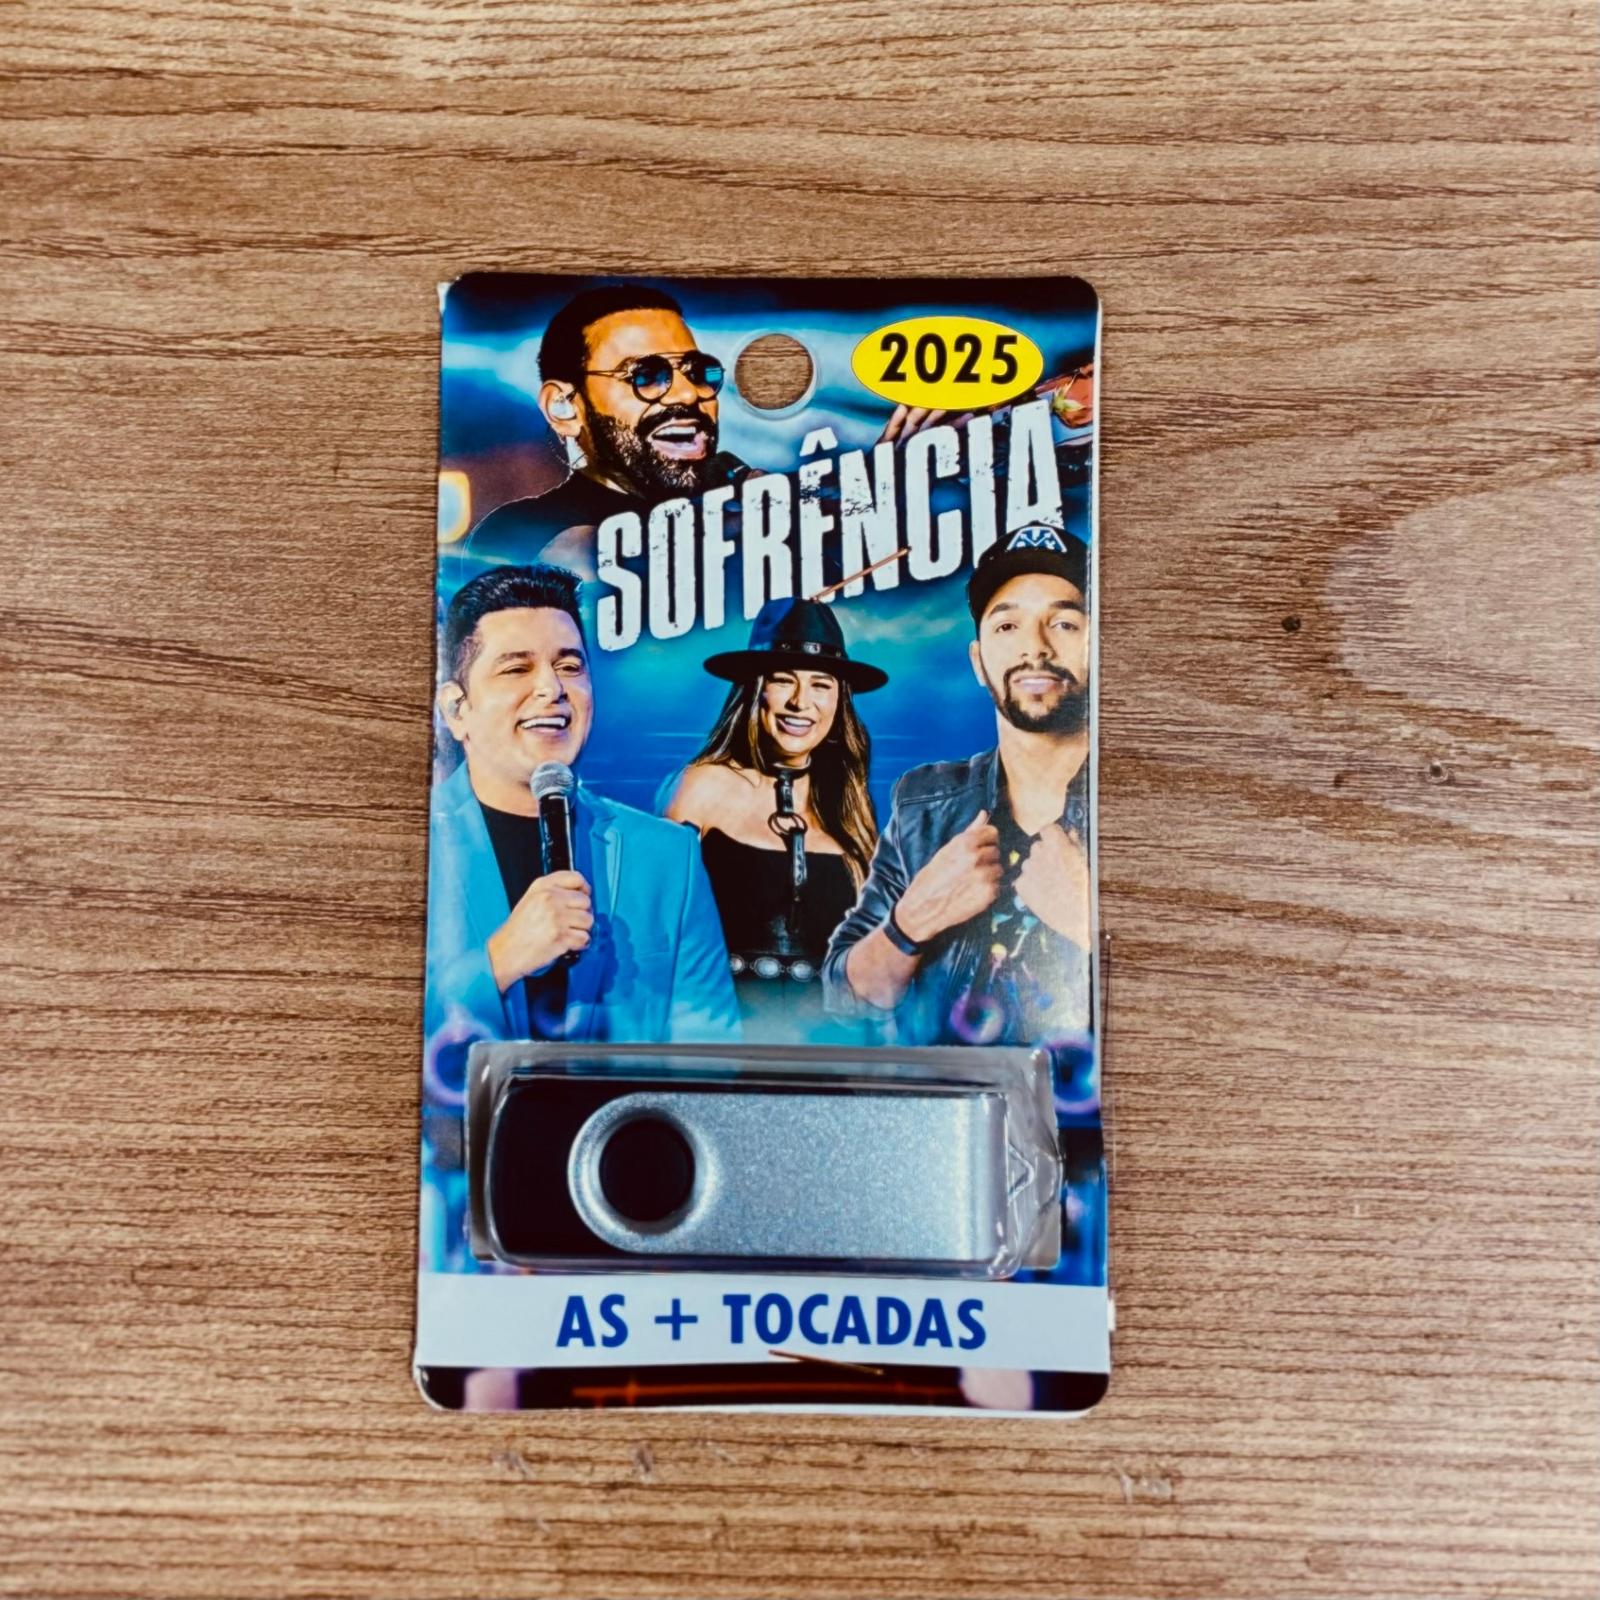 2025
SOFRÊNCIA
AS + TOCADAS